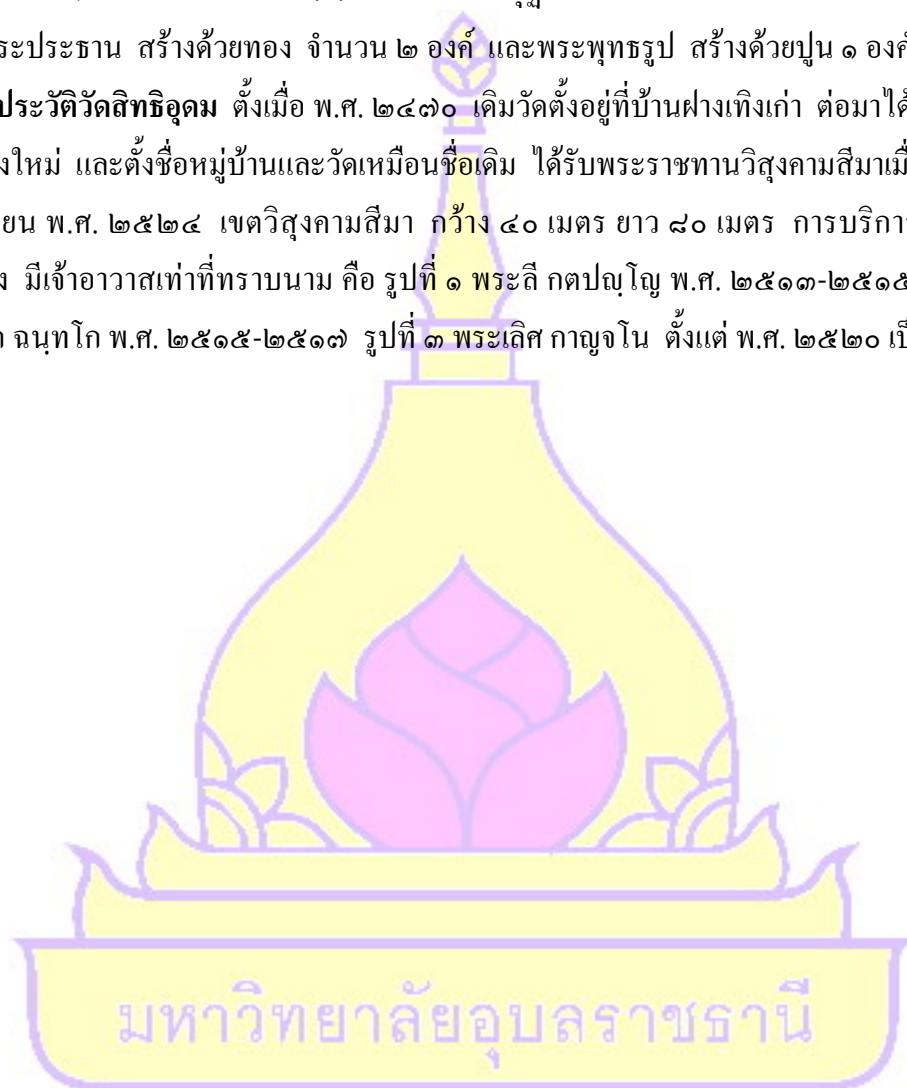 ระประธาน สร้างด้วยทอง จำนวน ๒ องค์ และพระพุทธรูป สร้างด้วยปูน ๑ องค์
ประวัติวัดสิทธิอุดม ตั้งเมื่อ พ.ศ. ๒๔๗๐ เดิมวัดตั้งอยู่ที่บ้านฝางเทิงเก่า ต่อมาได้
งใหม่ และตั้งชื่อหมู่บ้านและวัดเหมือนชื่อเดิม ได้รับพระราชทานวิสุงคามสีมาเมื่
ยน พ.ศ. ๒๕๒๔ เขตวิสุงคามสีมา กว้าง ๔๐ เมตร ยาว ๘๐ เมตร การบริกา
ง มีเจ้าอาวาสเท่าที่ทราบนาม คือ รูปที่ ๑ พระลี กตปญฺโญ พ.ศ. ๒๕๑๓-๒๕๑๕
ฉนฺทโก พ.ศ. ๒๕๑๕-๒๕๑๗ รูปที่ ๓ พระเลิศ กาญจโน ตั้งแต่ พ.ศ. ๒๕๒๐ เป็
มหาวิทยาลัยอุบลราชธานี